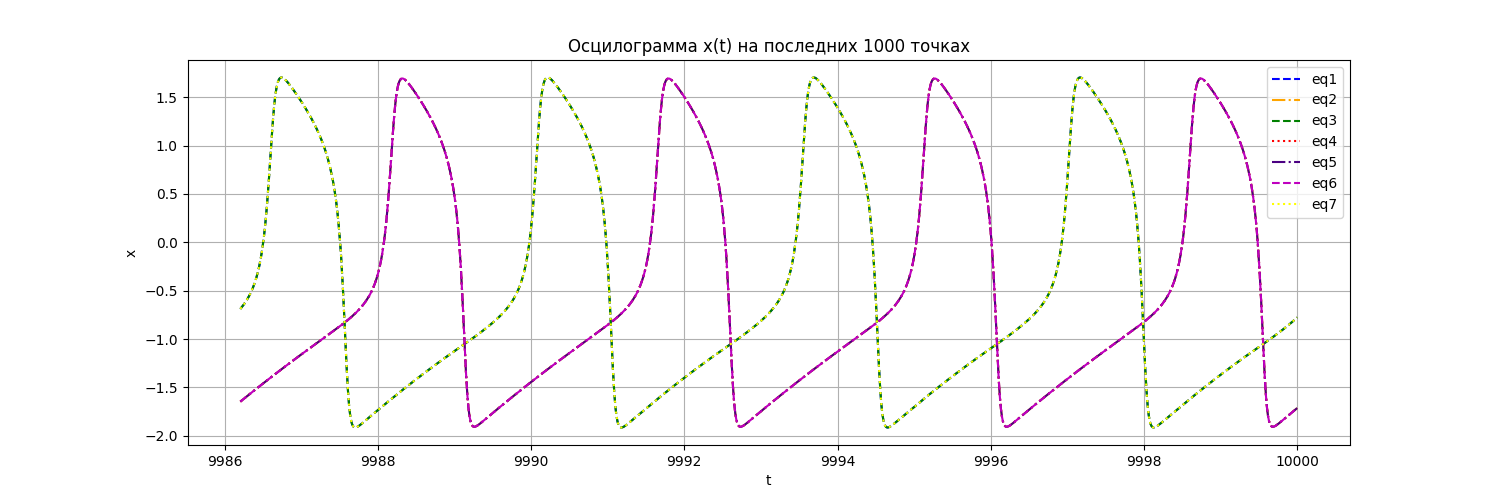 Осцилограмма x(t) на последних 1000 точках
1.5
1.0
0.5
0.0
−0.5
−1.0
−1.5
−2.0
x
eq1
eq2
eq3
eq4
eq5
eq6
eq7
9986
9988
9990
9992
9994
9996
9998
10000
t